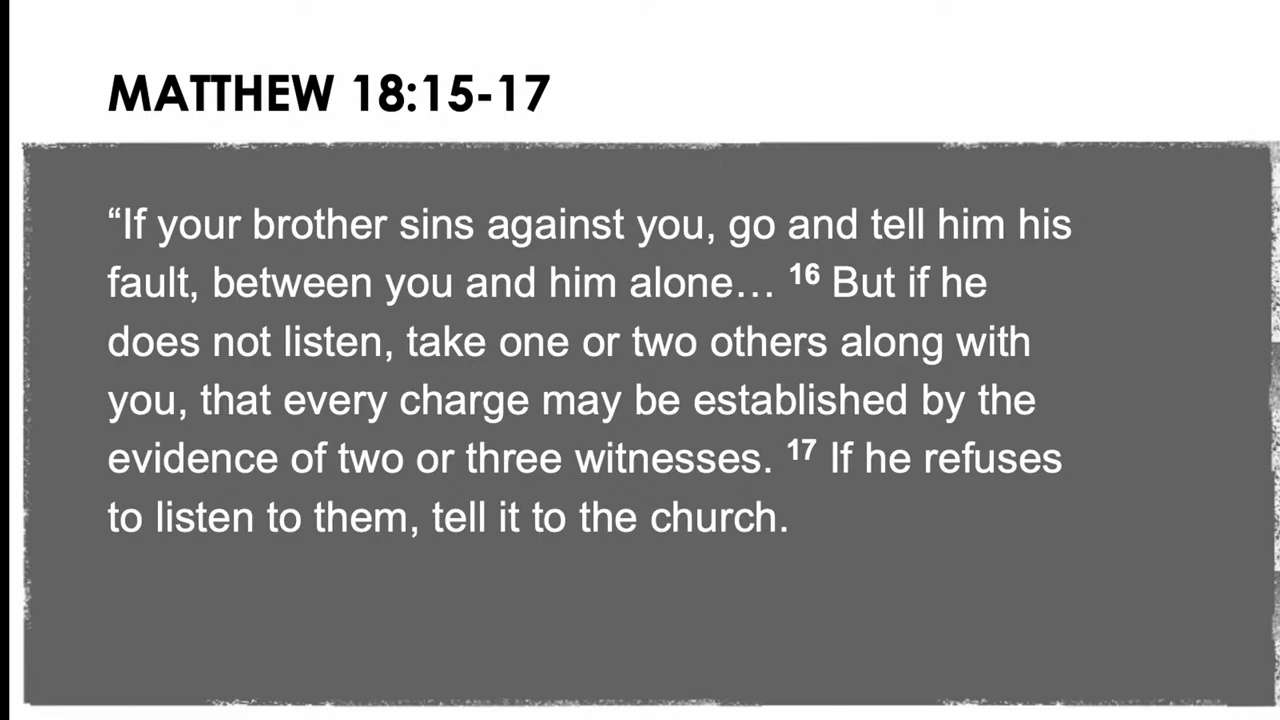 MATTHEW 18:15-17
“If your brother sins against you, go and tell him his
fault, between you and him alone… 16 But if he
does not listen, take one or two others along with
you, that every charge may be established by the
evidence of two or three witnesses. 17 If he refuses
to listen to them, tell it to the church.